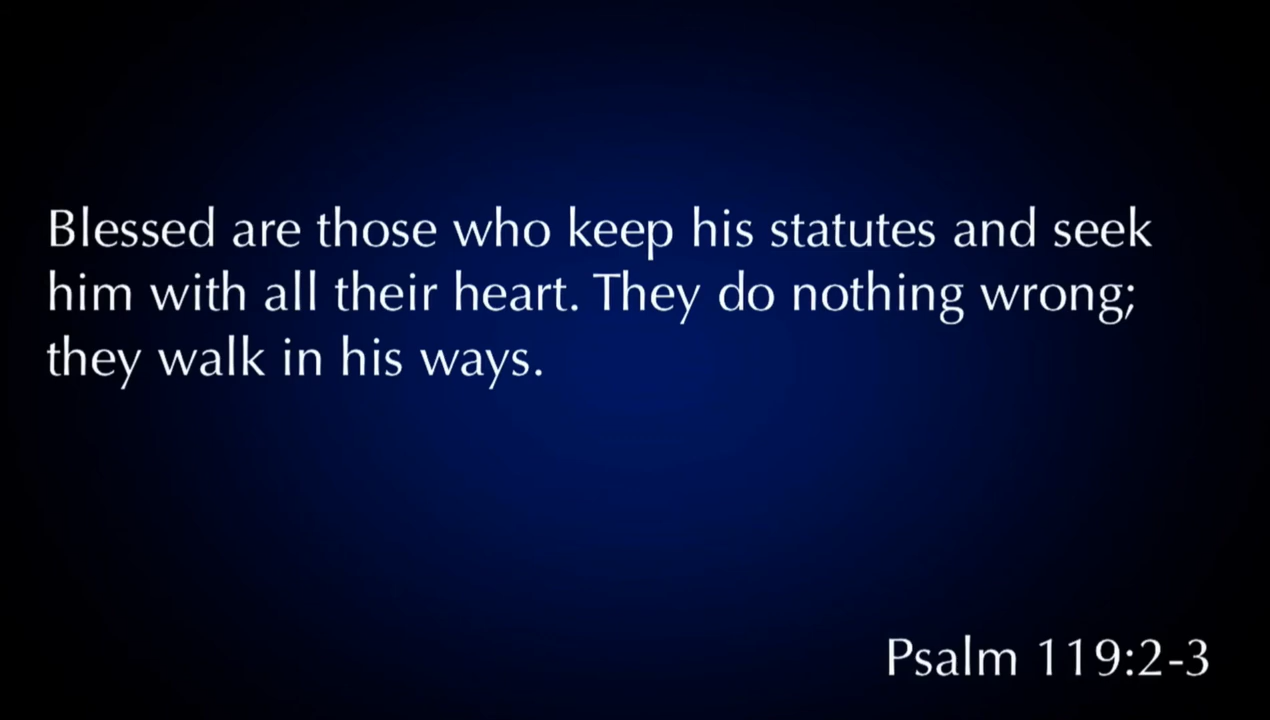 Blessed are those who keep his statutes and seek
him with all their heart. They do nothing wrong;
they walk in his ways.
Psalm 119:2-3